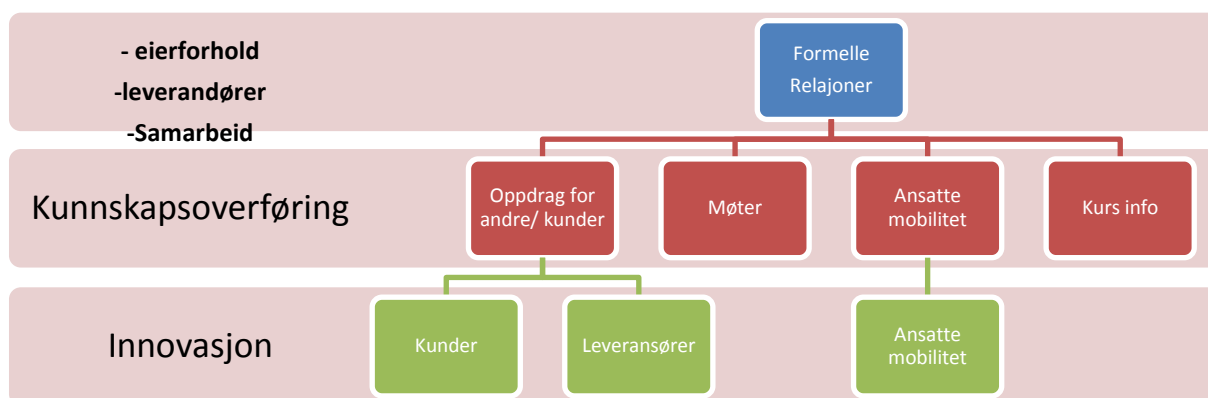 - eierforhold
-leverandører
-Samarbeid
Formelle
Relajoner
Kunnskapsoverføring
Oppdrag for
andre/ kunder
Møter
Ansatte
mobilitet
Kurs info
Innovasjon
Kunder
Leveransører
Ansatte
mobilitet